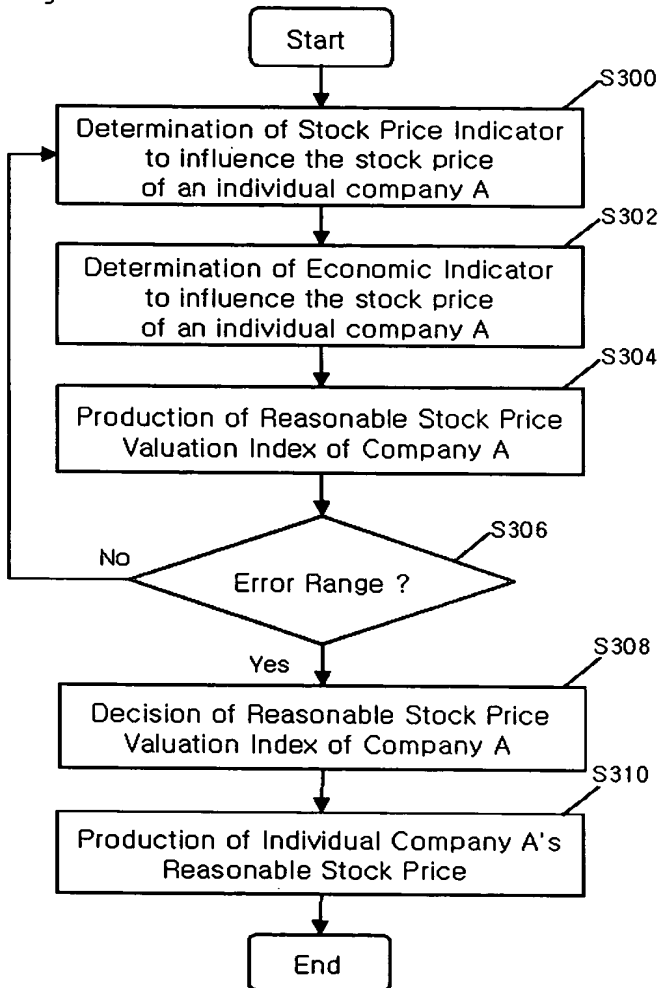 Start
S300
Determination of Stock Price Indicator
to influence the stock price
of an individual company A
S302
Determination of Economic Indicator
to influence the stock price
of an individual company A
S304
Production of Reasonable Stock Price
Valuation Index of Company A
S306
No
Error Range ?
Yes
S308
Decision of Reasonable Stock Price
Valuation Index of Company A
S310
Production of Individual Company A's
Reasonable Stock Price
End